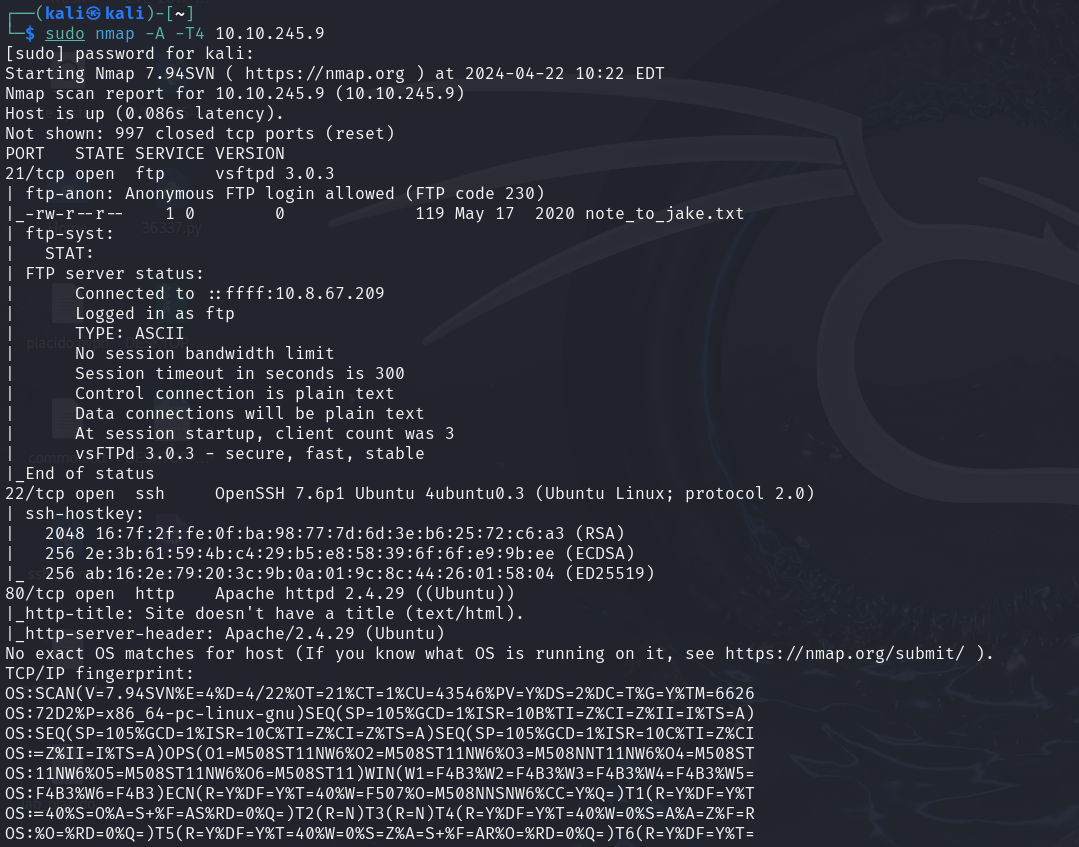 ┌──(kali㉿kali)-[~]
└─$ sudo nmap -A -T4 10.10.245.9
[sudo] password for kali:
Starting Nmap 7.94SVN ( https://nmap.org ) at 2024-04-22 10:22 EDT
Nmap scan report for 10.10.245.9 (10.10.245.9)
Host is up (0.086s latency).
Not shown: 997 closed tcp ports (reset)
PORT   STATE SERVICE VERSION
21/tcp open  ftp     vsftpd 3.0.3
| ftp-anon: Anonymous FTP login allowed (FTP code 230)
|_-rw-r--r--    1 0        0             119 May 17  2020 note_to_jake.txt
| ftp-syst:
|   STAT:
| FTP server status:
|      Connected to ::ffff:10.8.67.209
|      Logged in as ftp
|      TYPE: ASCII
|      No session bandwidth limit
|      Session timeout in seconds is 300
|      Control connection is plain text
|      Data connections will be plain text
|      At session startup, client count was 3
|      vsFTPd 3.0.3 - secure, fast, stable
|_End of status
22/tcp open  ssh     OpenSSH 7.6p1 Ubuntu 4ubuntu0.3 (Ubuntu Linux; protocol 2.0)
| ssh-hostkey:
|   2048 16:7f:2f:fe:0f:ba:98:77:7d:6d:3e:b6:25:72:c6:a3 (RSA)
|   256 2e:3b:61:59:4b:c4:29:b5:e8:58:39:6f:6f:e9:9b:ee (ECDSA)
|_  256 ab:16:2e:79:20:3c:9b:0a:01:9c:8c:44:26:01:58:04 (ED25519)
80/tcp open  http    Apache httpd 2.4.29 ((Ubuntu))
|_http-title: Site doesn't have a title (text/html).
|_http-server-header: Apache/2.4.29 (Ubuntu)
No exact OS matches for host (If you know what OS is running on it, see https://nmap.org/submit/ ).
TCP/IP fingerprint:
OS:SCAN(V=7.94SVN%E=4%D=4/22%OT=21%CT=1%CU=43546%PV=Y%DS=2%DC=T%G=Y%TM=6626
OS:72D2%P=x86_64-pc-linux-gnu)SEQ(SP=105%GCD=1%ISR=10B%TI=Z%CI=Z%II=I%TS=A)
OS:SEQ(SP=105%GCD=1%ISR=10C%TI=Z%CI=Z%TS=A)SEQ(SP=105%GCD=1%ISR=10C%TI=Z%CI
OS:=Z%II=I%TS=A)OPS(O1=M508ST11NW6%O2=M508ST11NW6%O3=M508NNT11NW6%O4=M508ST
OS:11NW6%O5=M508ST11NW6%O6=M508ST11)WIN(W1=F4B3%W2=F4B3%W3=F4B3%W4=F4B3%W5=
OS:F4B3%W6=F4B3)ECN(R=Y%DF=Y%T=40%W=F507%O=M508NNSNW6%CC=Y%Q=)T1(R=Y%DF=Y%T
OS:=40%S=O%A=S+%F=AS%RD=0%Q=)T2(R=N)T3(R=N)T4(R=Y%DF=Y%T=40%W=0%S=A%A=Z%F=R
OS:%O=%RD=0%Q=)T5(R=Y%DF=Y%T=40%W=0%S=Z%A=S+%F=AR%O=%RD=0%Q=)T6(R=Y%DF=Y%T=